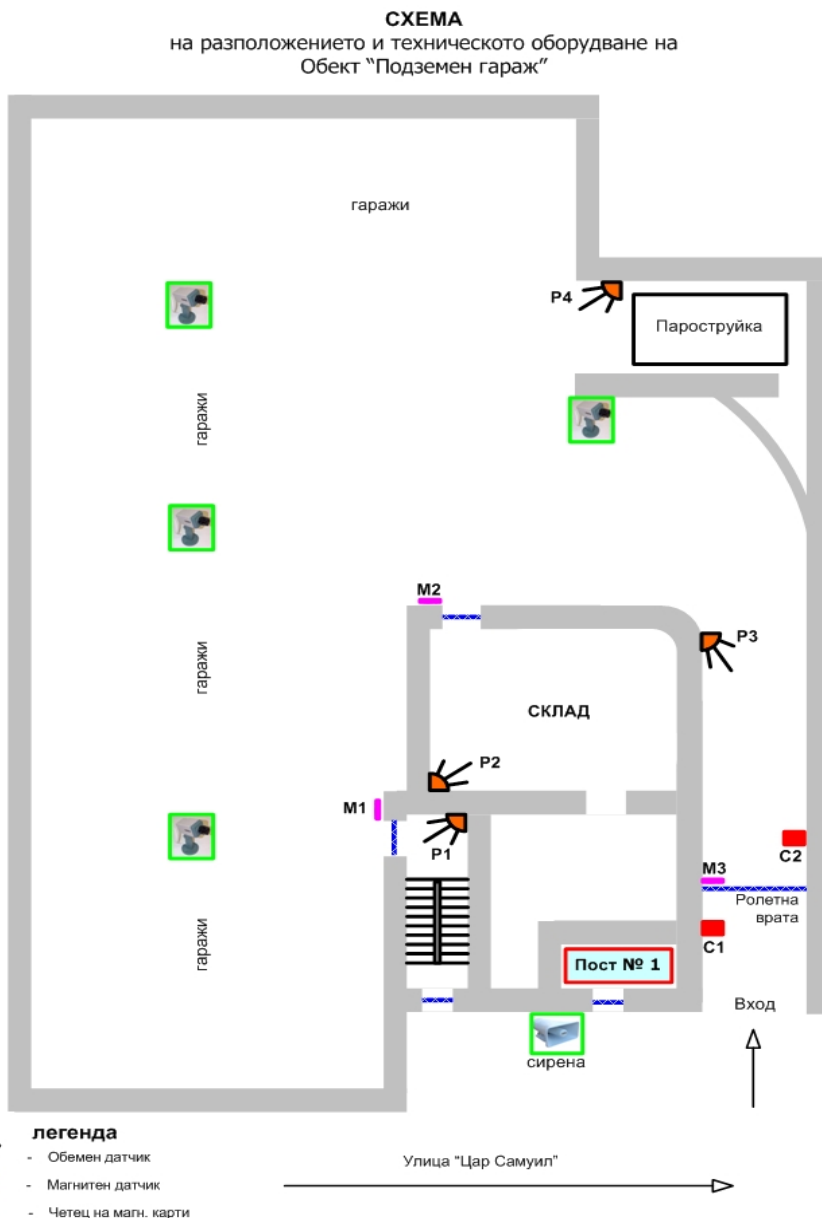 СХЕМА
на разположението и техническото оборудване на
Обект “Подземен гараж”
гаражи
P4
Пароструйка
гаражи
M2
P3
гаражи
СКЛАД
P2
M1
P1
C2
M3
Ролетна
врата
гаражи
C1
Пост № 1
Вход
сирена
легенда
- Обемен датчик
- Магнитен датчик
- Четец на магн. карти
Улица “Цар Самуил”